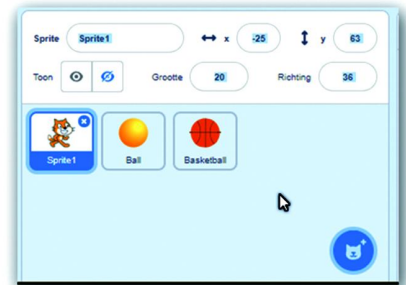 Sprite Sprite1 x -25 y 63
Toon Grootte 20 Richting 36
Sprite1 Ball Basketball